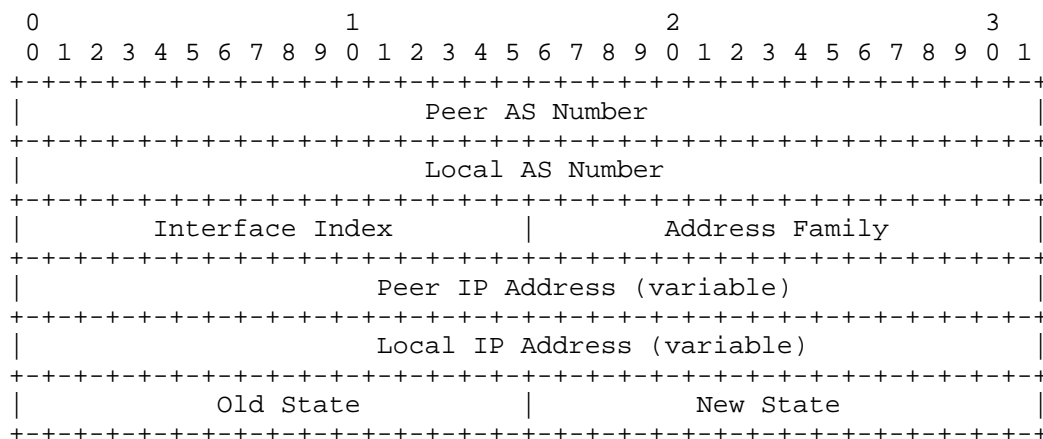 0                   1                   2                   3
 0 1 2 3 4 5 6 7 8 9 0 1 2 3 4 5 6 7 8 9 0 1 2 3 4 5 6 7 8 9 0 1
+-+-+-+-+-+-+-+-+-+-+-+-+-+-+-+-+-+-+-+-+-+-+-+-+-+-+-+-+-+-+-+-+
|                         Peer AS Number                        |
+-+-+-+-+-+-+-+-+-+-+-+-+-+-+-+-+-+-+-+-+-+-+-+-+-+-+-+-+-+-+-+-+
|                         Local AS Number                       |
+-+-+-+-+-+-+-+-+-+-+-+-+-+-+-+-+-+-+-+-+-+-+-+-+-+-+-+-+-+-+-+-+
|        Interface Index        |        Address Family         |
+-+-+-+-+-+-+-+-+-+-+-+-+-+-+-+-+-+-+-+-+-+-+-+-+-+-+-+-+-+-+-+-+
|                      Peer IP Address (variable)               |
+-+-+-+-+-+-+-+-+-+-+-+-+-+-+-+-+-+-+-+-+-+-+-+-+-+-+-+-+-+-+-+-+
|                      Local IP Address (variable)              |
+-+-+-+-+-+-+-+-+-+-+-+-+-+-+-+-+-+-+-+-+-+-+-+-+-+-+-+-+-+-+-+-+
|            Old State          |          New State            |
+-+-+-+-+-+-+-+-+-+-+-+-+-+-+-+-+-+-+-+-+-+-+-+-+-+-+-+-+-+-+-+-+